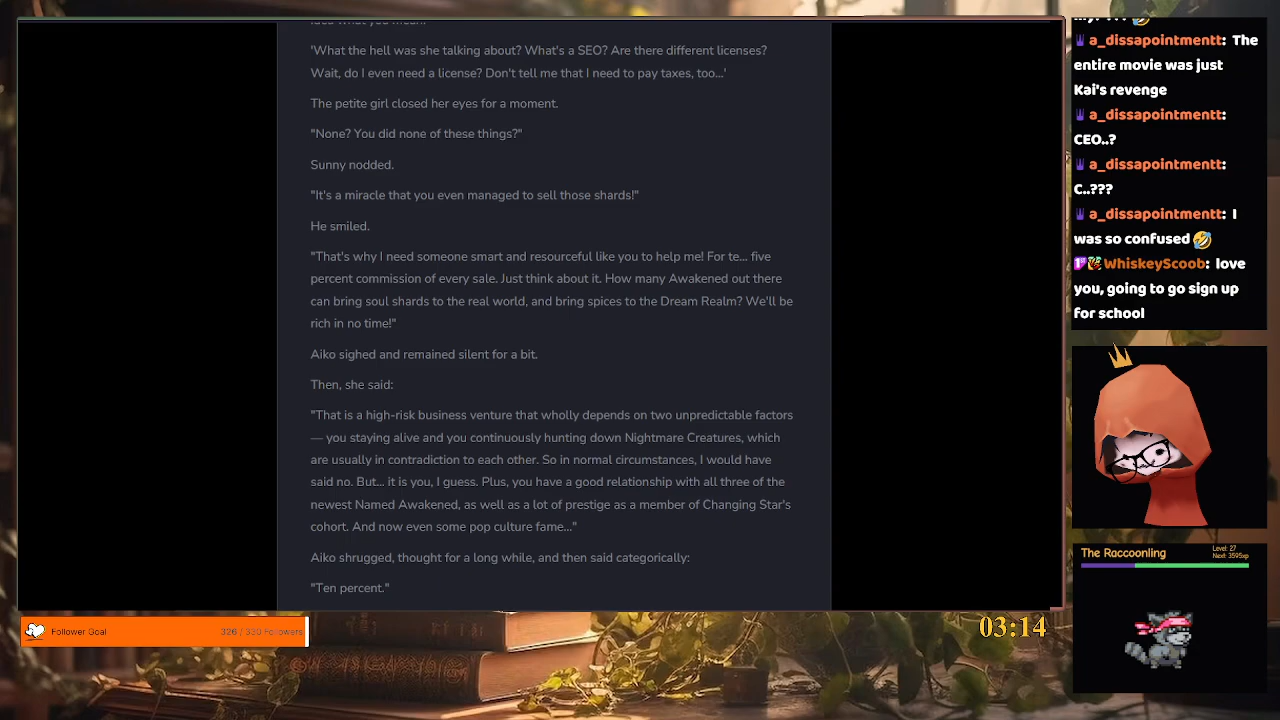 idea what you mean.
'What the hell was she talking about? What's a SEO? Are there different licenses?
Wait, do I even need a license? Don't tell me that I need to pay taxes, too...'
The petite girl closed her eyes for a moment.
"None? You did none of these things?"
Sunny nodded.
"It's a miracle that you even managed to sell those shards!"
He smiled.
"That's why I need someone smart and resourceful like you to help me! For te... five
percent commission of every sale. Just think about it. How many Awakened out there
can bring soul shards to the real world, and bring spices to the Dream Realm? We'll be
rich in no time!"
Aiko sighed and remained silent for a bit.
Then, she said:
"That is a high-risk business venture that wholly depends on two unpredictable factors
— you staying alive and you continuously hunting down Nightmare Creatures, which
are usually in contradiction to each other. So in normal circumstances, I would have
said no. But... it is you, I guess. Plus, you have a good relationship with all three of the
newest Named Awakened, as well as a lot of prestige as a member of Changing Star's
cohort. And now even some pop culture fame..."
Aiko shrugged, thought for a long while, and then said categorically:
"Ten percent."
a_dissapointmentt: The
entire movie was just
Kai's revenge
a_dissapointmentt:
CEO..?
a_dissapointmentt:
C..???
a_dissapointmentt: I
was so confused 🤣
WhiskeyScoob: love
you, going to go sign up
for school
The Raccoonling
Level: 27
Next: 3595xp
Follower Goal
326 / 330 Followers
03:14